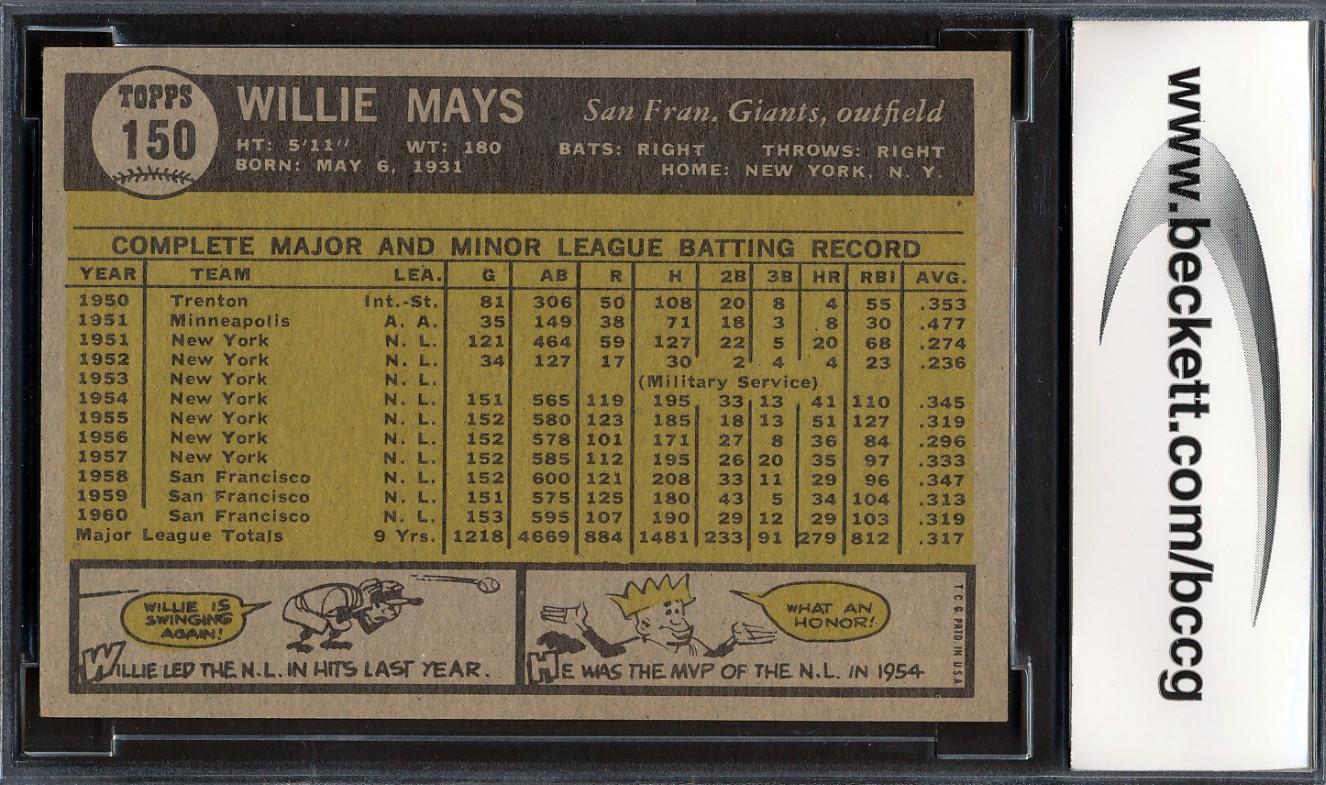 TOPPS
150
WILLIE MAYS San Fran. Giants, outfield
HT: 5'11" WT: 180 BATS: RIGHT THROWS: RIGHT
BORN: MAY 6, 1931 HOME: NEW YORK, N. Y.
COMPLETE MAJOR AND MINOR LEAGUE BATTING RECORD
YEAR TEAM LEA. G AB R H 2B 3B HR RBI AVG.
1950 Trenton Int.-St. 81 306 50 108 20 8 4 55 .353
1951 Minneapolis A. A. 35 149 38 71 18 3 8 30 .477
1951 New York N. L. 121 464 59 127 22 5 20 68 .274
1952 New York N. L. 34 127 17 30 2 4 4 23 .236
1953 New York N. L. (Military Service)
1954 New York N. L. 151 565 119 195 33 13 41 110 .345
1955 New York N. L. 152 580 123 185 18 13 51 127 .319
1956 New York N. L. 152 578 101 171 27 8 36 84 .296
1957 New York N. L. 152 585 112 195 26 20 35 97 .333
1958 San Francisco N. L. 152 600 121 208 33 11 29 96 .347
1959 San Francisco N. L. 151 575 125 180 43 5 34 104 .313
1960 San Francisco N. L. 153 595 107 190 29 12 29 103 .319
Major League Totals 9 Yrs. 1218 4669 884 1481 233 91 279 812 .317
WILLIE IS
SWINGING
AGAIN!
WILLIE LED THE N.L. IN HITS LAST YEAR.
WHAT AN
HONOR!
HE WAS THE MVP OF THE N.L. IN 1954
T.C.G. PRTD IN U.S.A.
www.beckett.com/bccg